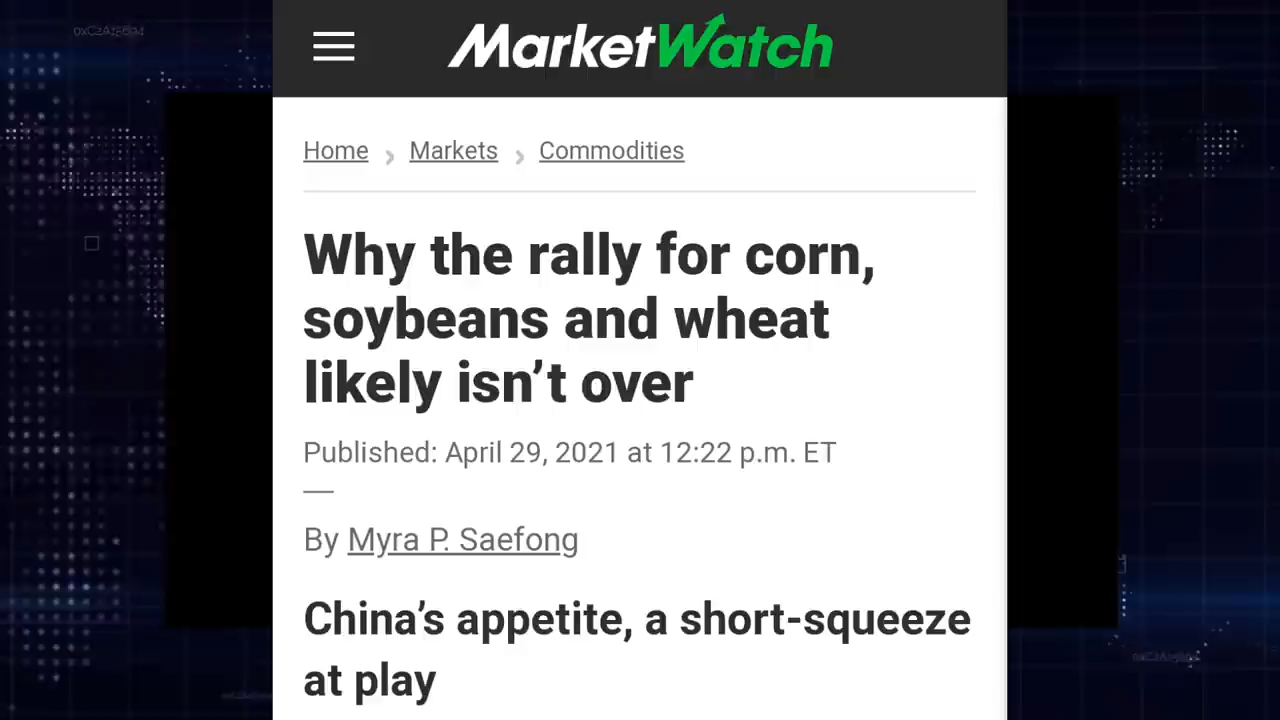 MarketWatch
Home › Markets › Commodities
Why the rally for corn,
soybeans and wheat
likely isn’t over
Published: April 29, 2021 at 12:22 p.m. ET
By Myra P. Saefong
China’s appetite, a short-squeeze
at play